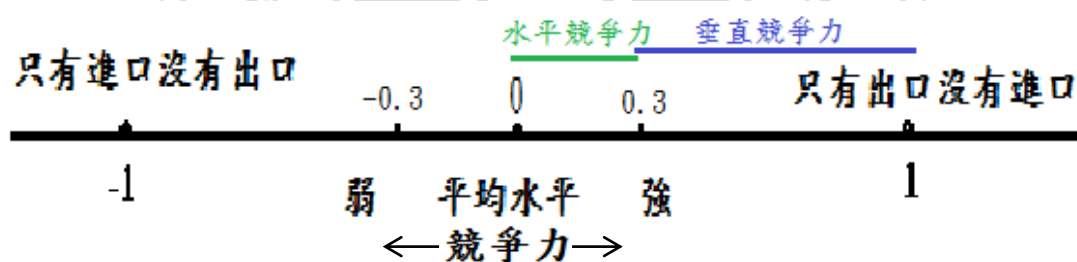 水平競爭力 垂直競爭力
只有進口沒有出口 -0.3 0 0.3 只有出口沒有進口
-1 弱 平均水平 強 1
競爭力